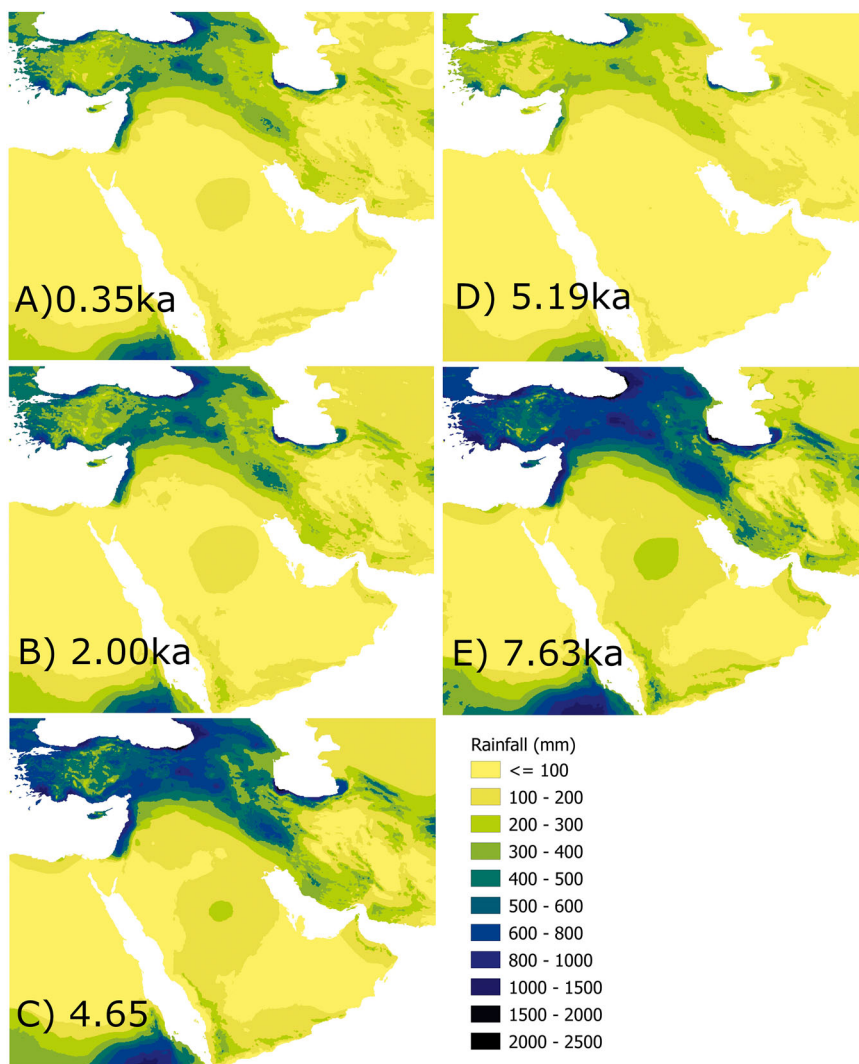 A)0.35ka
D) 5.19ka
B) 2.00ka
E) 7.63ka
C) 4.65
Rainfall (mm)
<= 100
100 - 200
200 - 300
300 - 400
400 - 500
500 - 600
600 - 800
800 - 1000
1000 - 1500
1500 - 2000
2000 - 2500